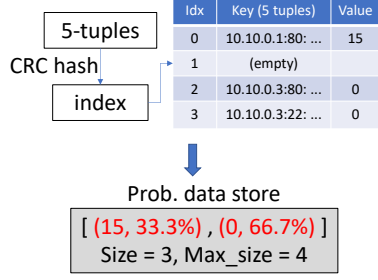 5-tuples
CRC hash
index
Idx Key (5 tuples) Value
0 10.10.0.1:80: ... 15
1 (empty)
2 10.10.0.3:80: ... 0
3 10.10.0.3:22: ... 0
Prob. data store
[ (15, 33.3%) , (0, 66.7%) ]
Size = 3, Max_size = 4